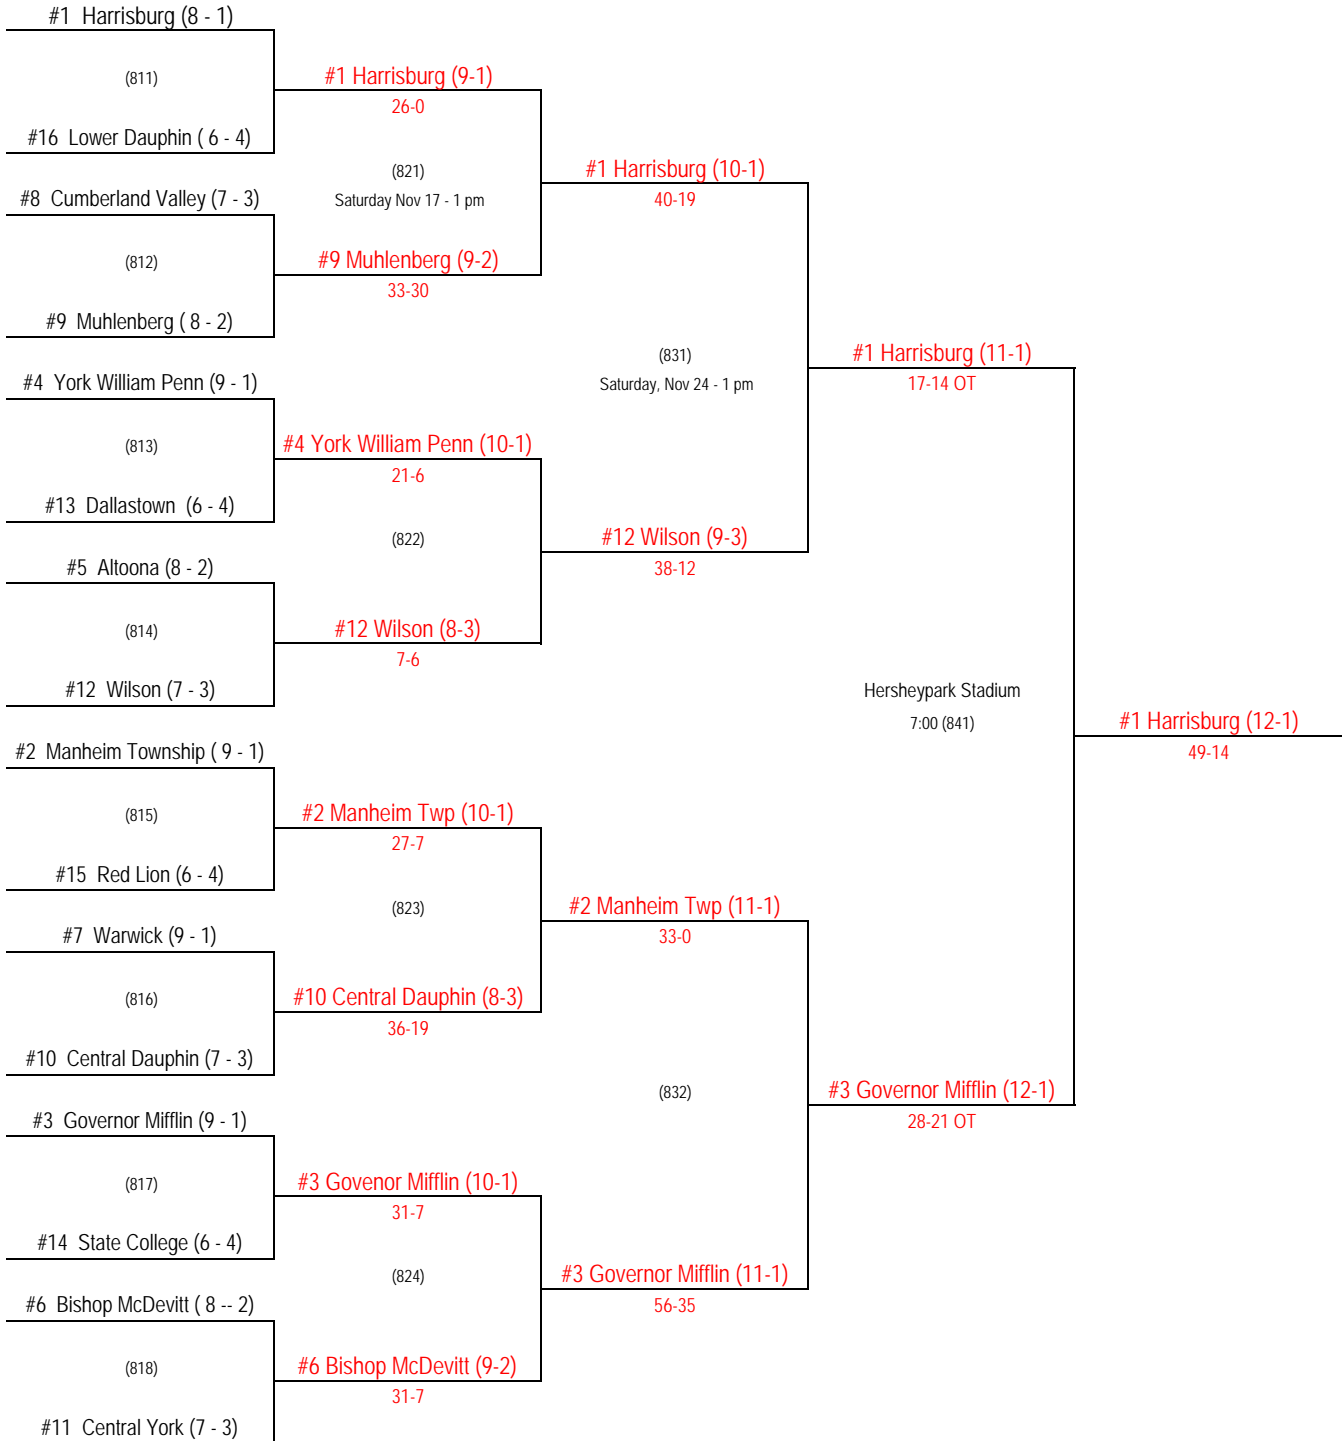 #1 Harrisburg (8 - 1)
(811)
#1 Harrisburg (9-1)
26-0
#16 Lower Dauphin ( 6 - 4)
(821)
#1 Harrisburg (10-1)
#8 Cumberland Valley (7 - 3)
Saturday Nov 17 - 1 pm
40-19
(812)
#9 Muhlenberg (9-2)
33-30
#9 Muhlenberg ( 8 - 2)
(831)
#1 Harrisburg (11-1)
#4 York William Penn (9 - 1)
Saturday, Nov 24 - 1 pm
17-14 OT
(813)
#4 York William Penn (10-1)
21-6
#13 Dallastown (6 - 4)
(822)
#12 Wilson (9-3)
#5 Altoona (8 - 2)
38-12
(814)
#12 Wilson (8-3)
7-6
#12 Wilson (7 - 3)
Hersheypark Stadium
7:00 (841)
#1 Harrisburg (12-1)
#2 Manheim Township ( 9 - 1)
49-14
(815)
#2 Manheim Twp (10-1)
27-7
#15 Red Lion (6 - 4)
(823)
#2 Manheim Twp (11-1)
#7 Warwick (9 - 1)
33-0
(816)
#10 Central Dauphin (8-3)
36-19
#10 Central Dauphin (7 - 3)
(832)
#3 Governor Mifflin (12-1)
#3 Governor Mifflin (9 - 1)
28-21 OT
(817)
#3 Govenor Mifflin (10-1)
31-7
#14 State College (6 - 4)
(824)
#3 Governor Mifflin (11-1)
#6 Bishop McDevitt ( 8 -- 2)
56-35
(818)
#6 Bishop McDevitt (9-2)
31-7
#11 Central York (7 - 3)